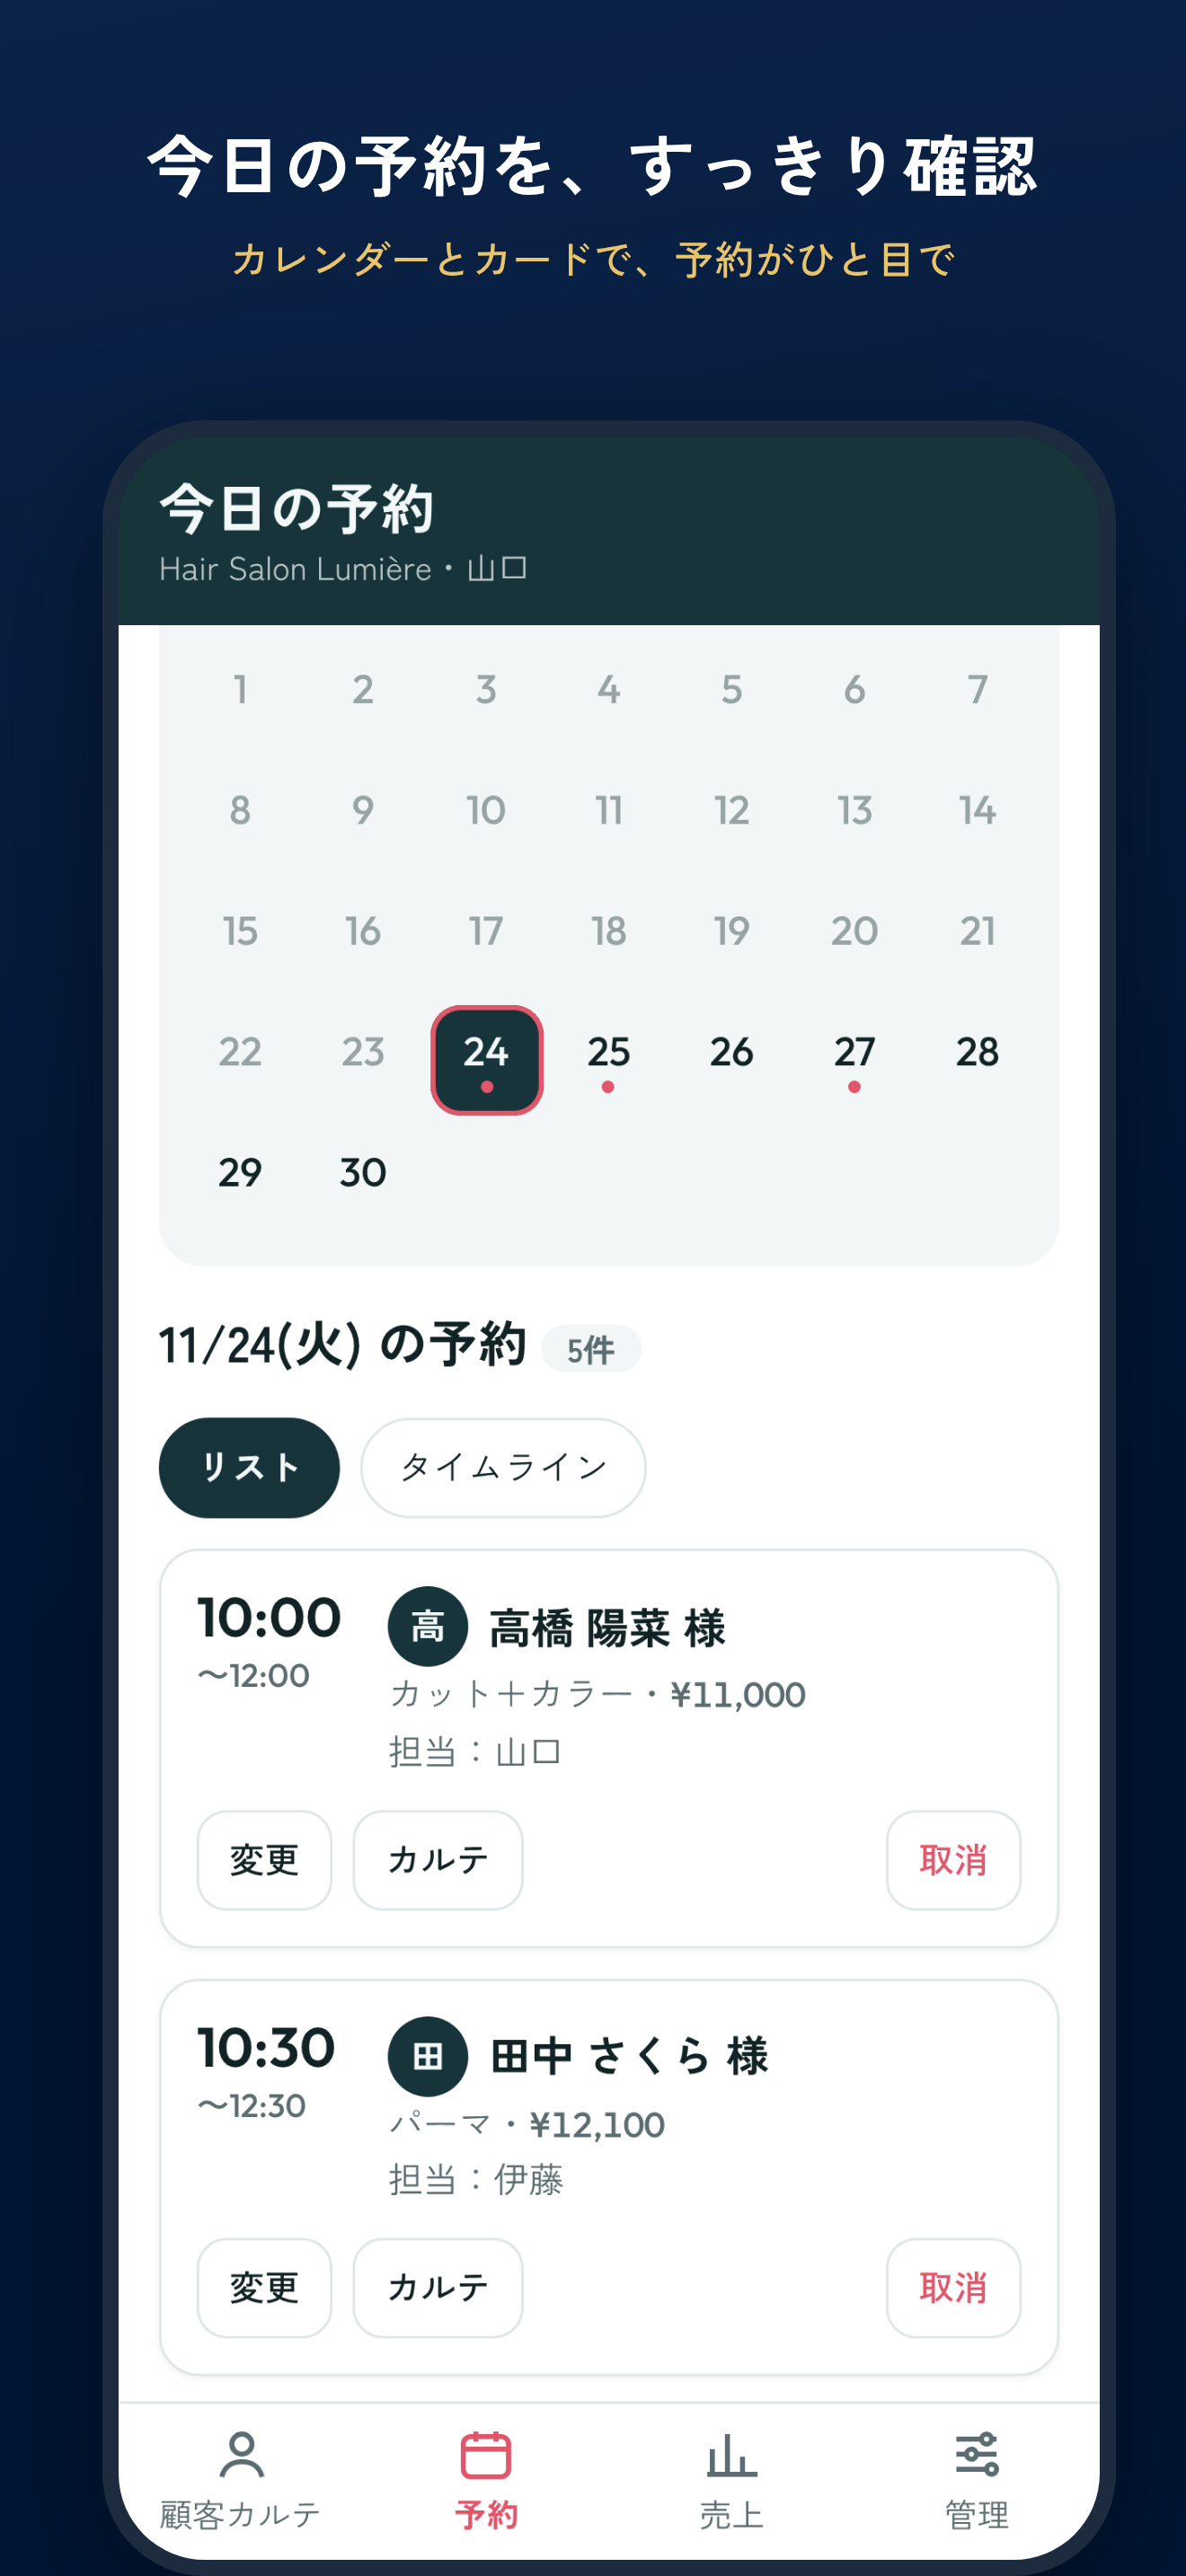 今日の予約を、すっきり確認
カレンダーとカードで、予約がひと目で
今日の予約
Hair Salon Lumière・山口
1 2 3 4 5 6 7
8 9 10 11 12 13 14
15 16 17 18 19 20 21
22 23 24 25 26 27 28
29 30
11/24(火) の予約 5件
リスト タイムライン
10:00 高 高橋 陽菜 様
〜12:00
カット＋カラー・¥11,000
担当：山口
変更 カルテ 取消
10:30 田 田中 さくら 様
〜12:30
パーマ・¥12,100
担当：伊藤
変更 カルテ 取消
顧客カルテ 予約 売上 管理